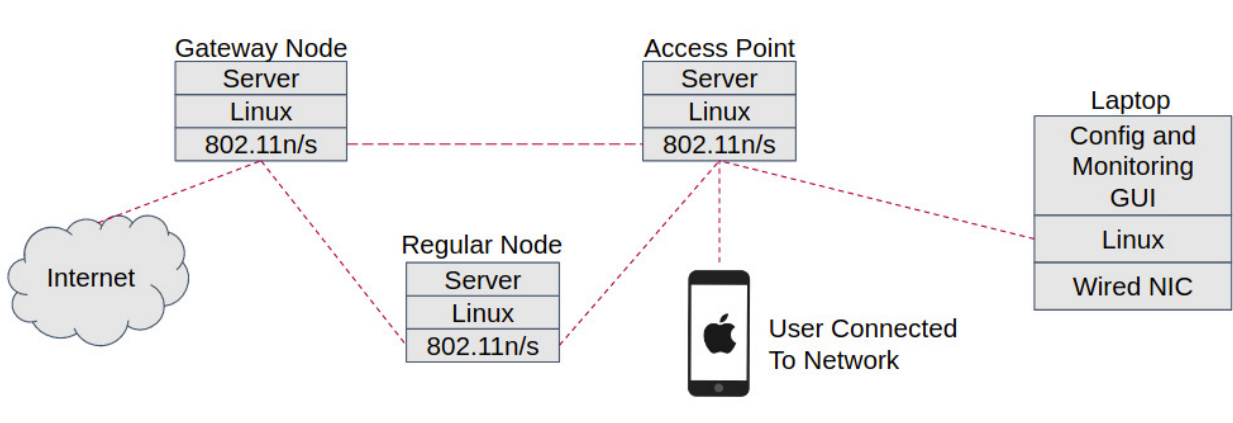 Gateway Node
Server
Linux
802.11n/s
Access Point
Server
Linux
802.11n/s
Laptop
Config and
Monitoring
GUI
Linux
Wired NIC
Internet
Regular Node
Server
Linux
802.11n/s
User Connected
To Network